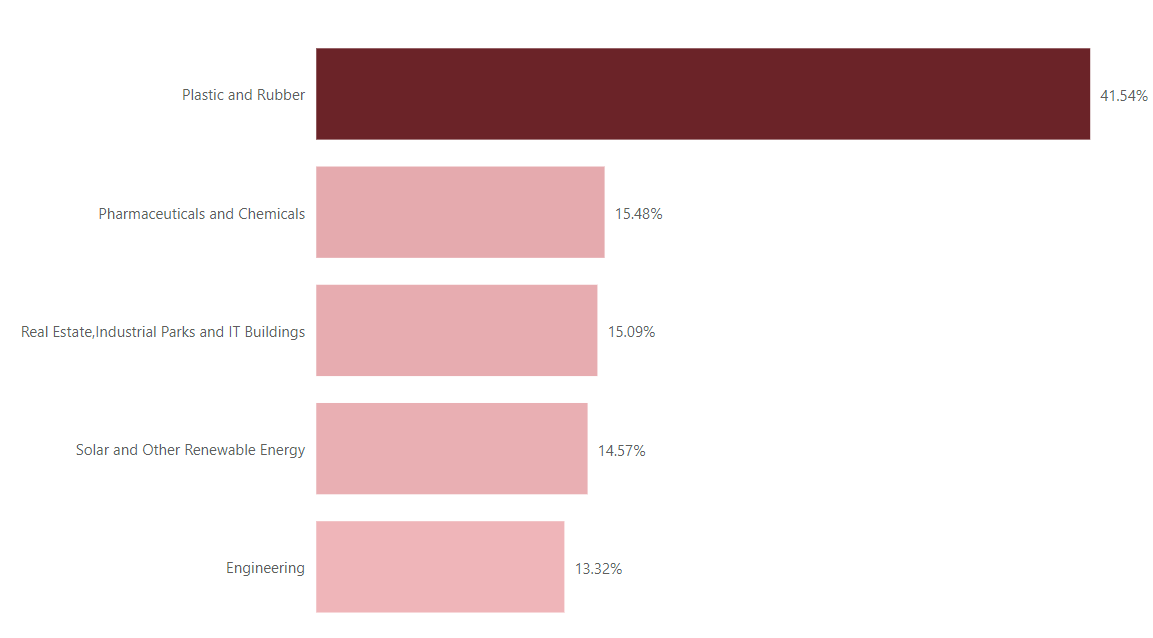 Plastic and Rubber 41.54%
Pharmaceuticals and Chemicals 15.48%
Real Estate,Industrial Parks and IT Buildings 15.09%
Solar and Other Renewable Energy 14.57%
Engineering 13.32%